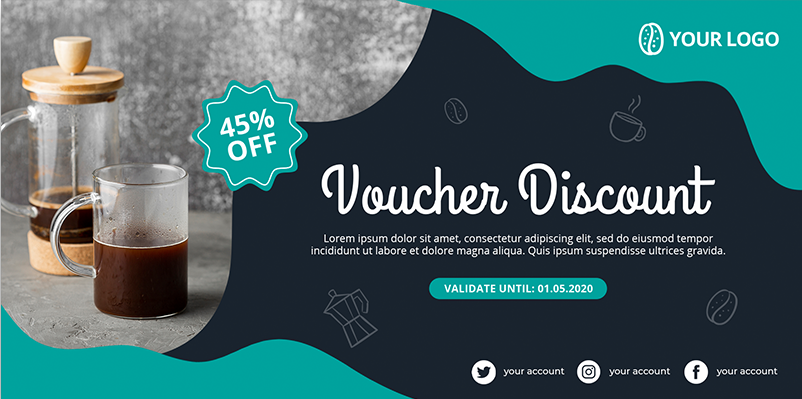 YOUR LOGO
45%
OFF
Voucher Discount
Lorem ipsum dolor sit amet, consectetur adipiscing elit, sed do eiusmod tempor
incididunt ut labore et dolore magna aliqua. Quis ipsum suspendisse ultrices gravida.
VALIDATE UNTIL: 01.05.2020
your account
your account
your account